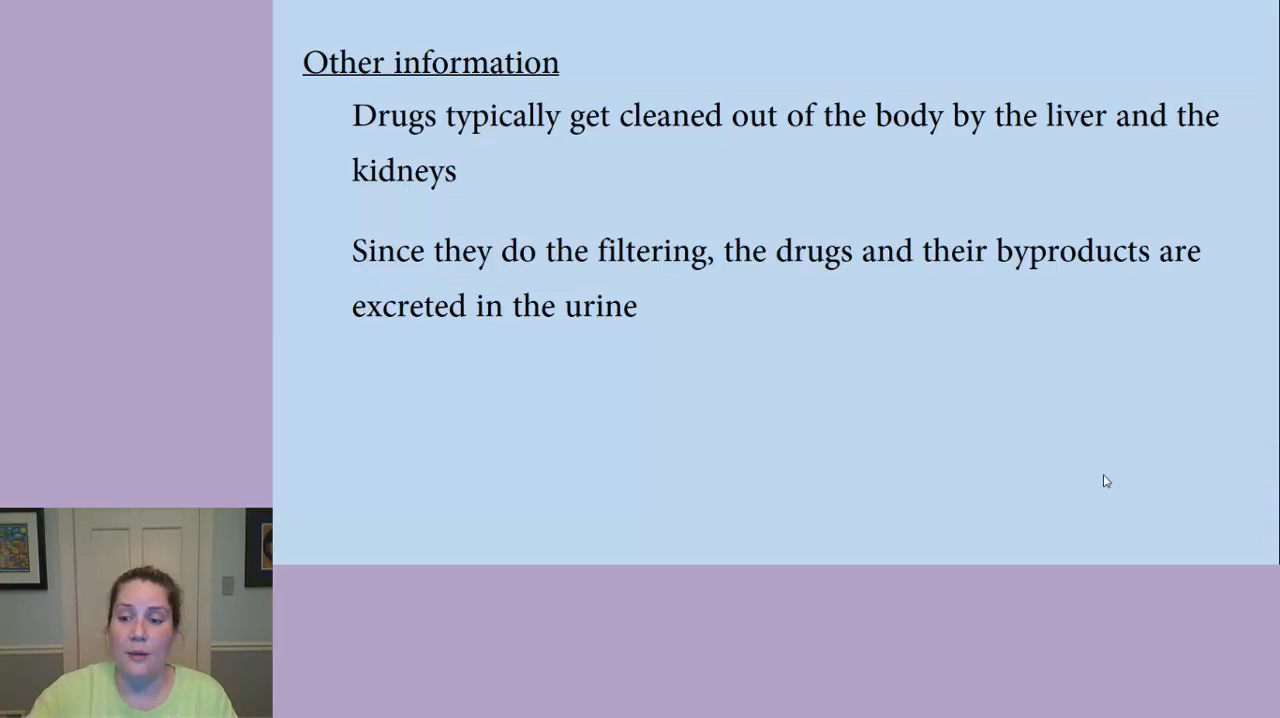 Other information
Drugs typically get cleaned out of the body by the liver and the
kidneys
Since they do the filtering, the drugs and their byproducts are
excreted in the urine